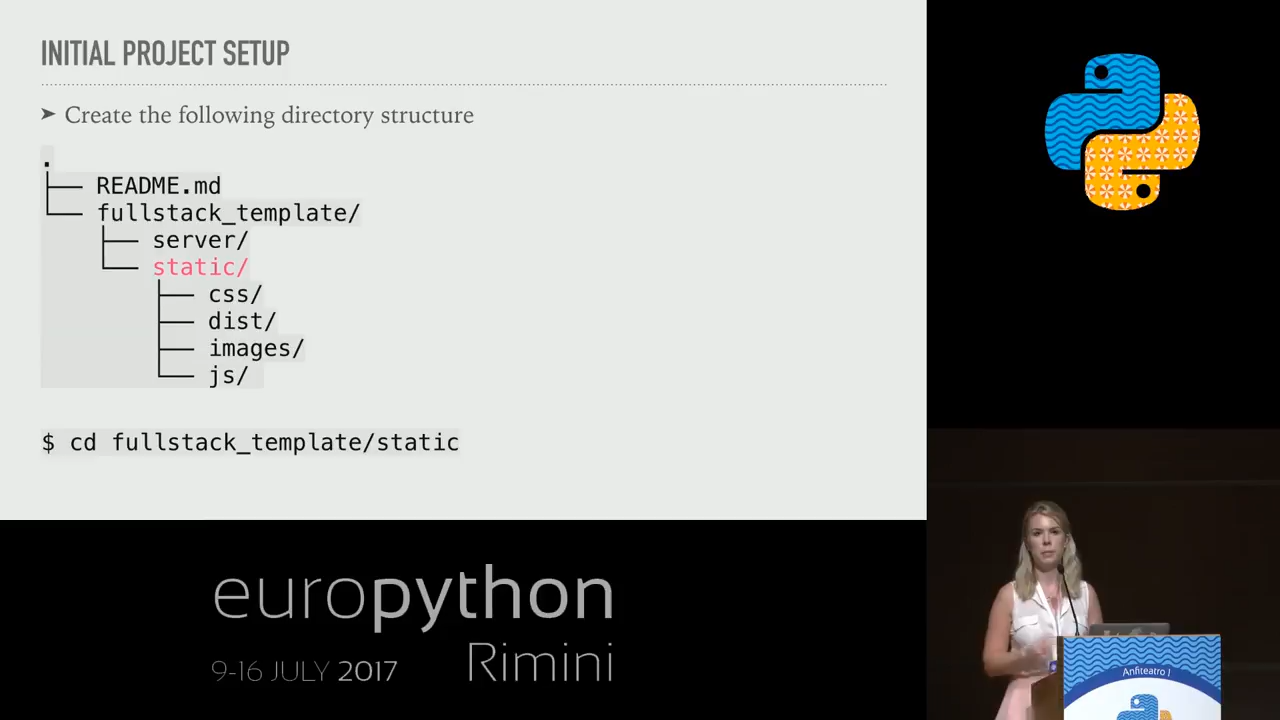 INITIAL PROJECT SETUP
➤ Create the following directory structure
.
├── README.md
└── fullstack_template/
    ├── server/
    └── static/
        ├── css/
        ├── dist/
        ├── images/
        └── js/
$ cd fullstack_template/static
europython
9-16 JULY 2017 Rimini
Anfiteatro 1